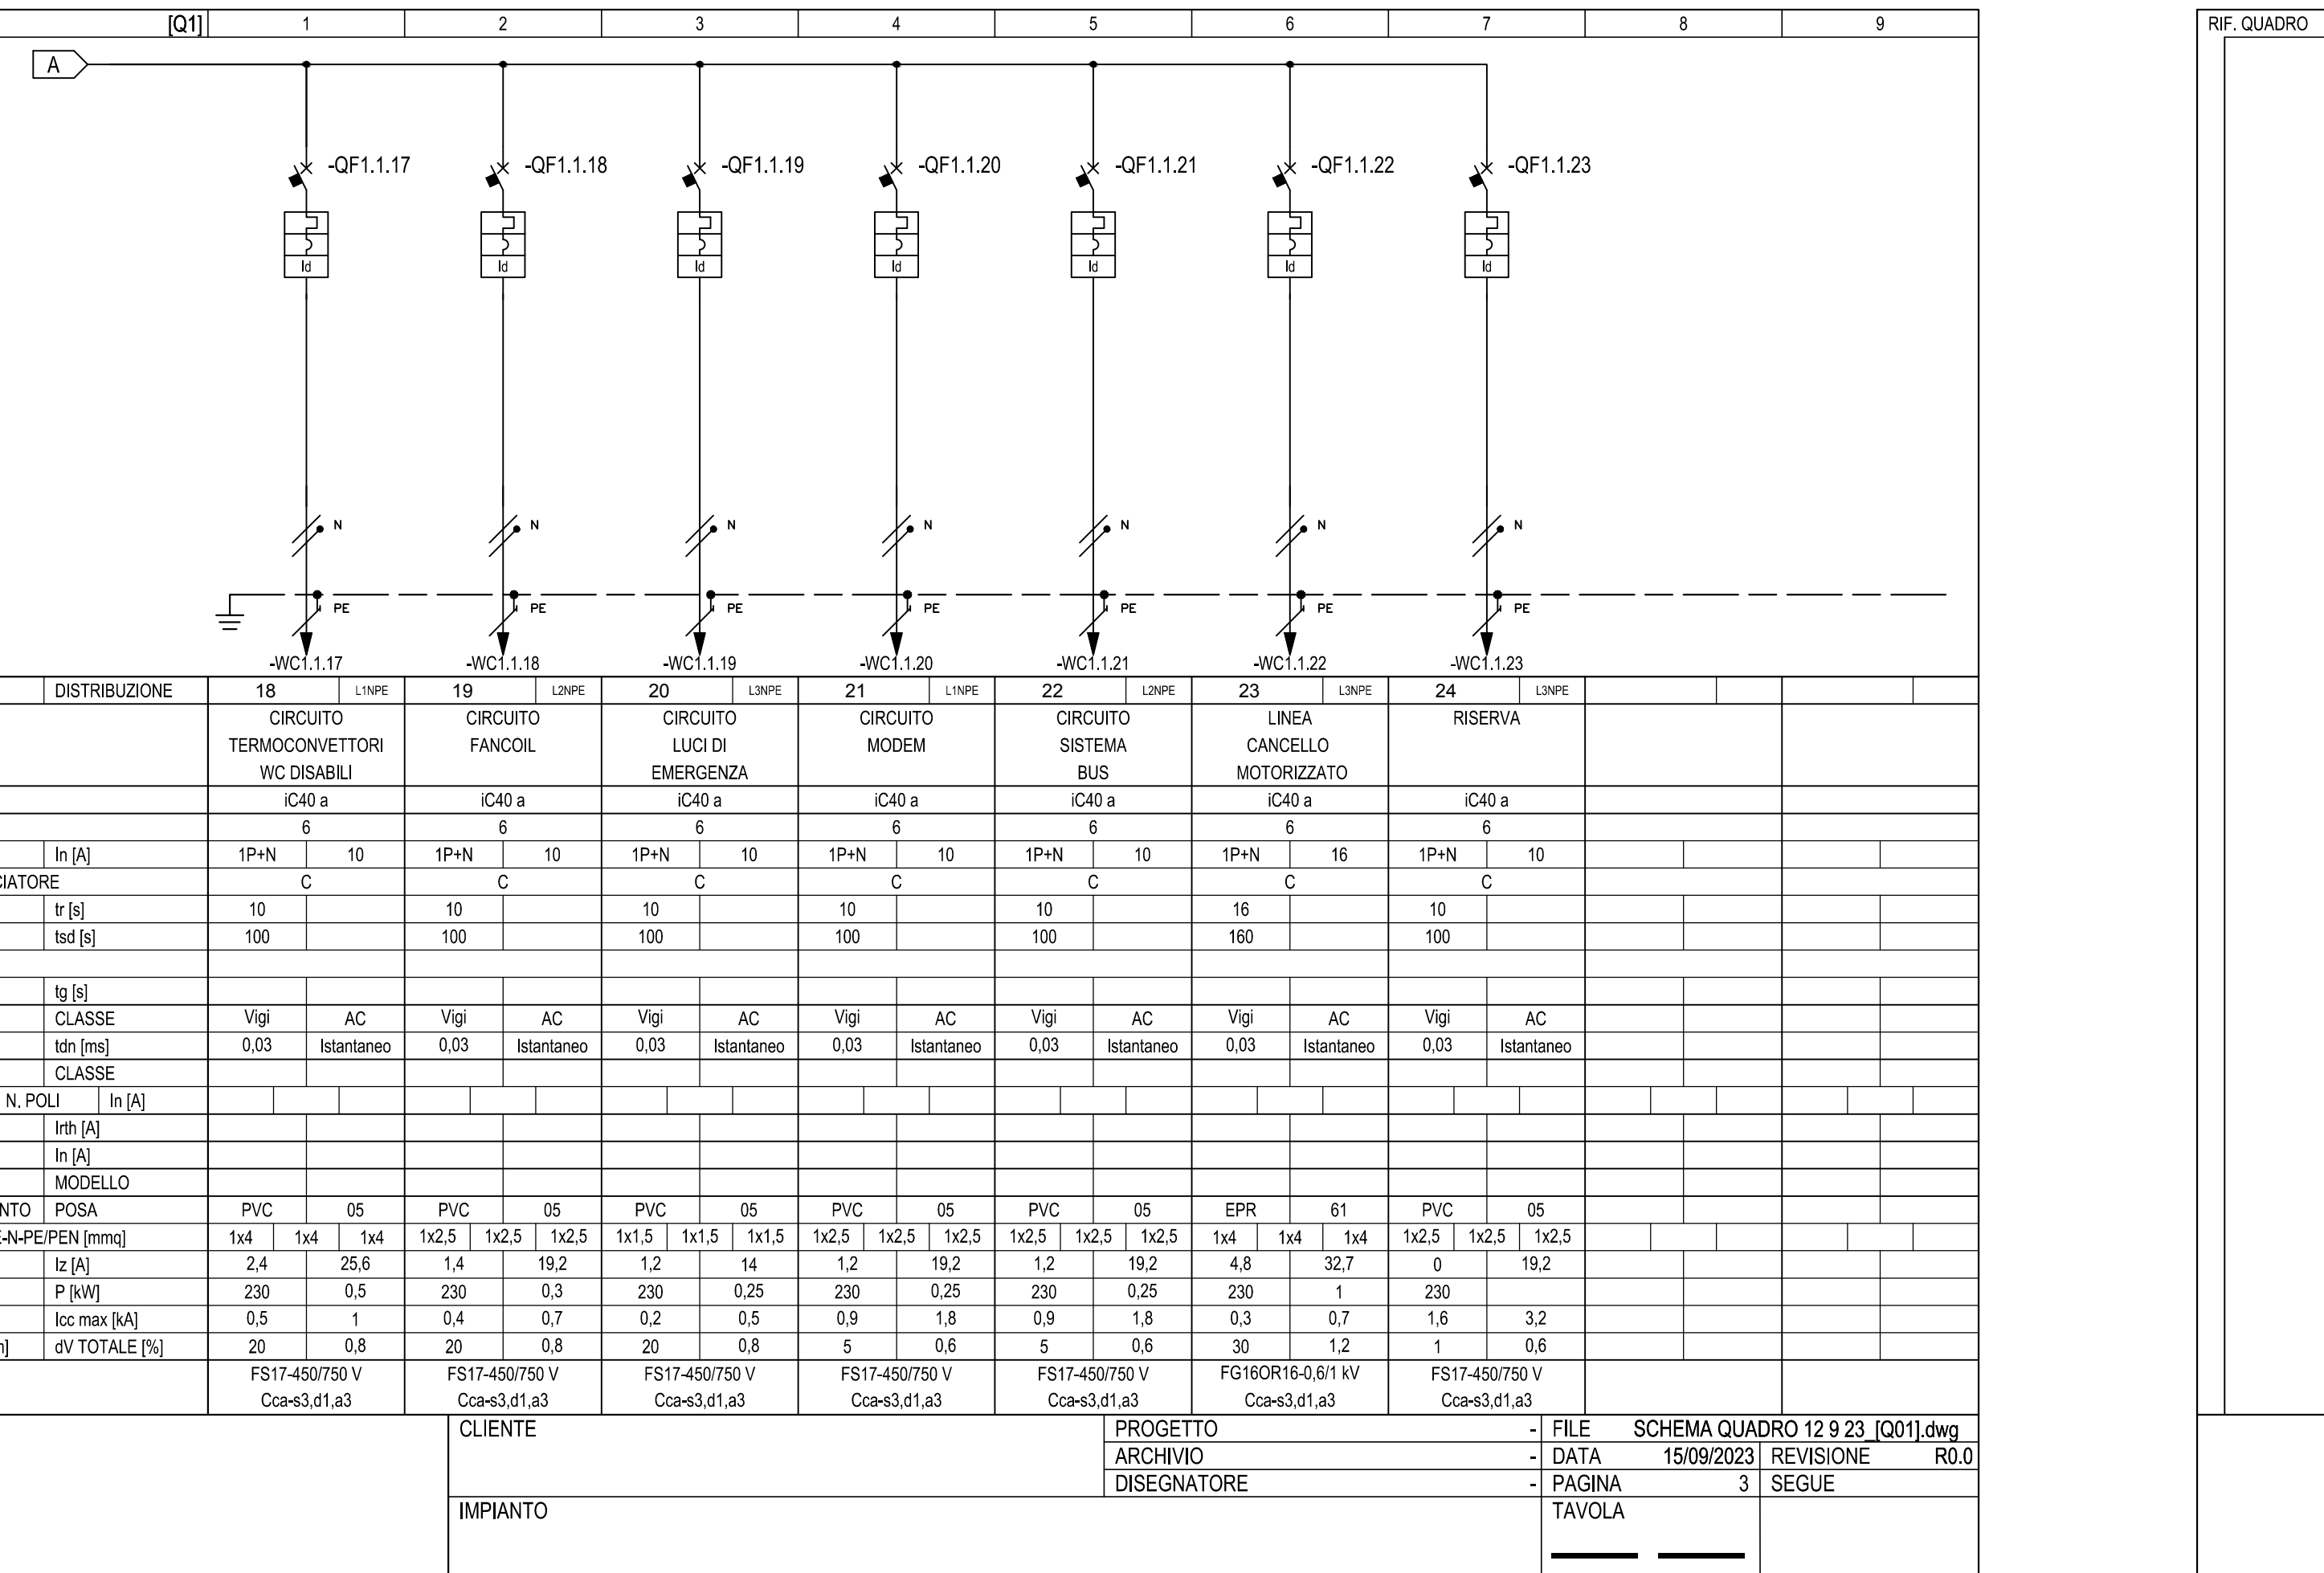 [Q1] 1 2 3 4 5 6 7 8 9 RIF. QUADRO
A
-QF1.1.17 -QF1.1.18 -QF1.1.19 -QF1.1.20 -QF1.1.21 -QF1.1.22 -QF1.1.23
Id Id Id Id Id Id Id
N N N N N N N
PE PE PE PE PE PE PE
-WC1.1.17 -WC1.1.18 -WC1.1.19 -WC1.1.20 -WC1.1.21 -WC1.1.22 -WC1.1.23
DISTRIBUZIONE 18 L1NPE 19 L2NPE 20 L3NPE 21 L1NPE 22 L2NPE 23 L3NPE 24 L3NPE
CIRCUITO CIRCUITO CIRCUITO CIRCUITO CIRCUITO LINEA RISERVA
TERMOCONVETTORI FANCOIL LUCI DI MODEM SISTEMA CANCELLO
WC DISABILI EMERGENZA BUS MOTORIZZATO
iC40 a iC40 a iC40 a iC40 a iC40 a iC40 a iC40 a
6 6 6 6 6 6 6
In [A] 1P+N 10 1P+N 10 1P+N 10 1P+N 10 1P+N 10 1P+N 16 1P+N 10
CIATORE C C C C C C C
tr [s] 10 10 10 10 10 16 10
tsd [s] 100 100 100 100 100 160 100
tg [s]
CLASSE Vigi AC Vigi AC Vigi AC Vigi AC Vigi AC Vigi AC Vigi AC
tdn [ms] 0,03 Istantaneo 0,03 Istantaneo 0,03 Istantaneo 0,03 Istantaneo 0,03 Istantaneo 0,03 Istantaneo 0,03 Istantaneo
CLASSE
N. POLI In [A]
Irth [A]
In [A]
MODELLO
NTO POSA PVC 05 PVC 05 PVC 05 PVC 05 PVC 05 EPR 61 PVC 05
E-N-PE/PEN [mmq] 1x4 1x4 1x4 1x2,5 1x2,5 1x2,5 1x1,5 1x1,5 1x1,5 1x2,5 1x2,5 1x2,5 1x2,5 1x2,5 1x2,5 1x4 1x4 1x4 1x2,5 1x2,5 1x2,5
Iz [A] 2,4 25,6 1,4 19,2 1,2 14 1,2 19,2 1,2 19,2 4,8 32,7 0 19,2
P [kW] 230 0,5 230 0,3 230 0,25 230 0,25 230 0,25 230 1 230
Icc max [kA] 0,5 1 0,4 0,7 0,2 0,5 0,9 1,8 0,9 1,8 0,3 0,7 1,6 3,2
] dV TOTALE [%] 20 0,8 20 0,8 20 0,8 5 0,6 5 0,6 30 1,2 1 0,6
FS17-450/750 V FS17-450/750 V FS17-450/750 V FS17-450/750 V FS17-450/750 V FG16OR16-0,6/1 kV FS17-450/750 V
Cca-s3,d1,a3 Cca-s3,d1,a3 Cca-s3,d1,a3 Cca-s3,d1,a3 Cca-s3,d1,a3 Cca-s3,d1,a3 Cca-s3,d1,a3
CLIENTE PROGETTO - FILE SCHEMA QUADRO 12 9 23_[Q01].dwg
ARCHIVIO - DATA 15/09/2023 REVISIONE R0.0
DISEGNATORE - PAGINA 3 SEGUE
IMPIANTO TAVOLA